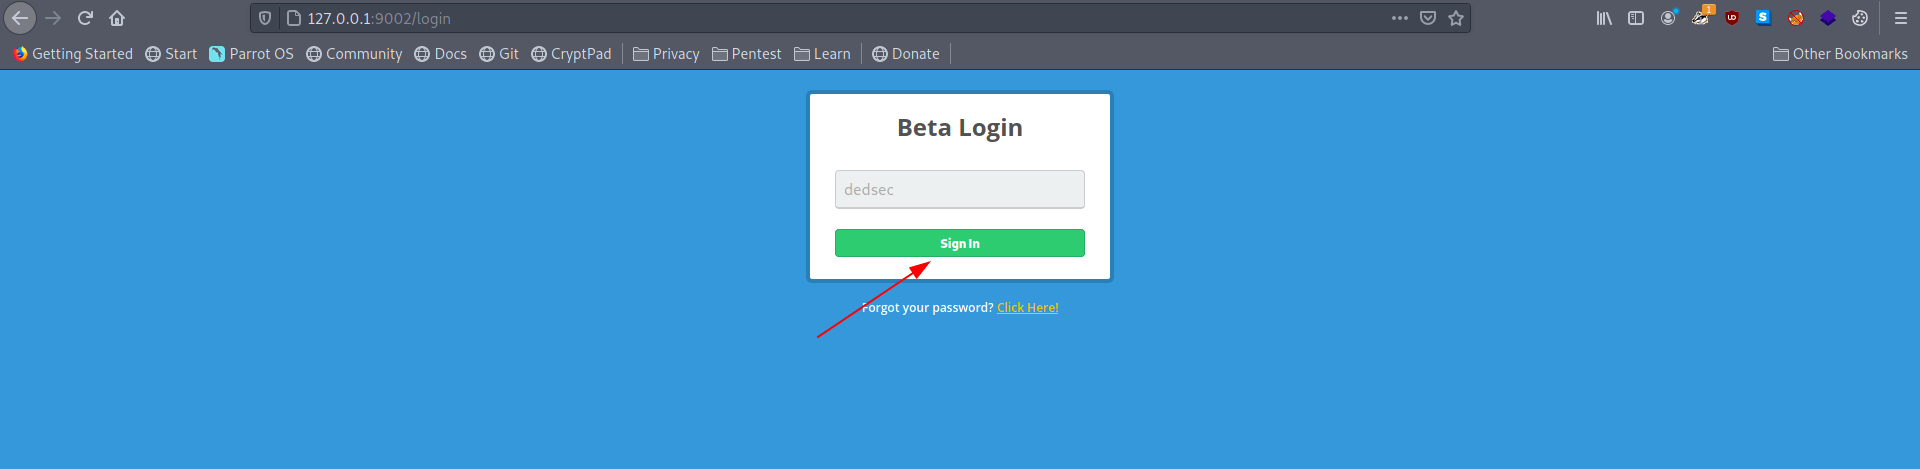 127.0.0.1:9002/login
1
Getting Started Start Parrot OS Community Docs Git CryptPad Privacy Pentest Learn Donate Other Bookmarks
Beta Login
dedsec
Sign In
Forgot your password? Click Here!